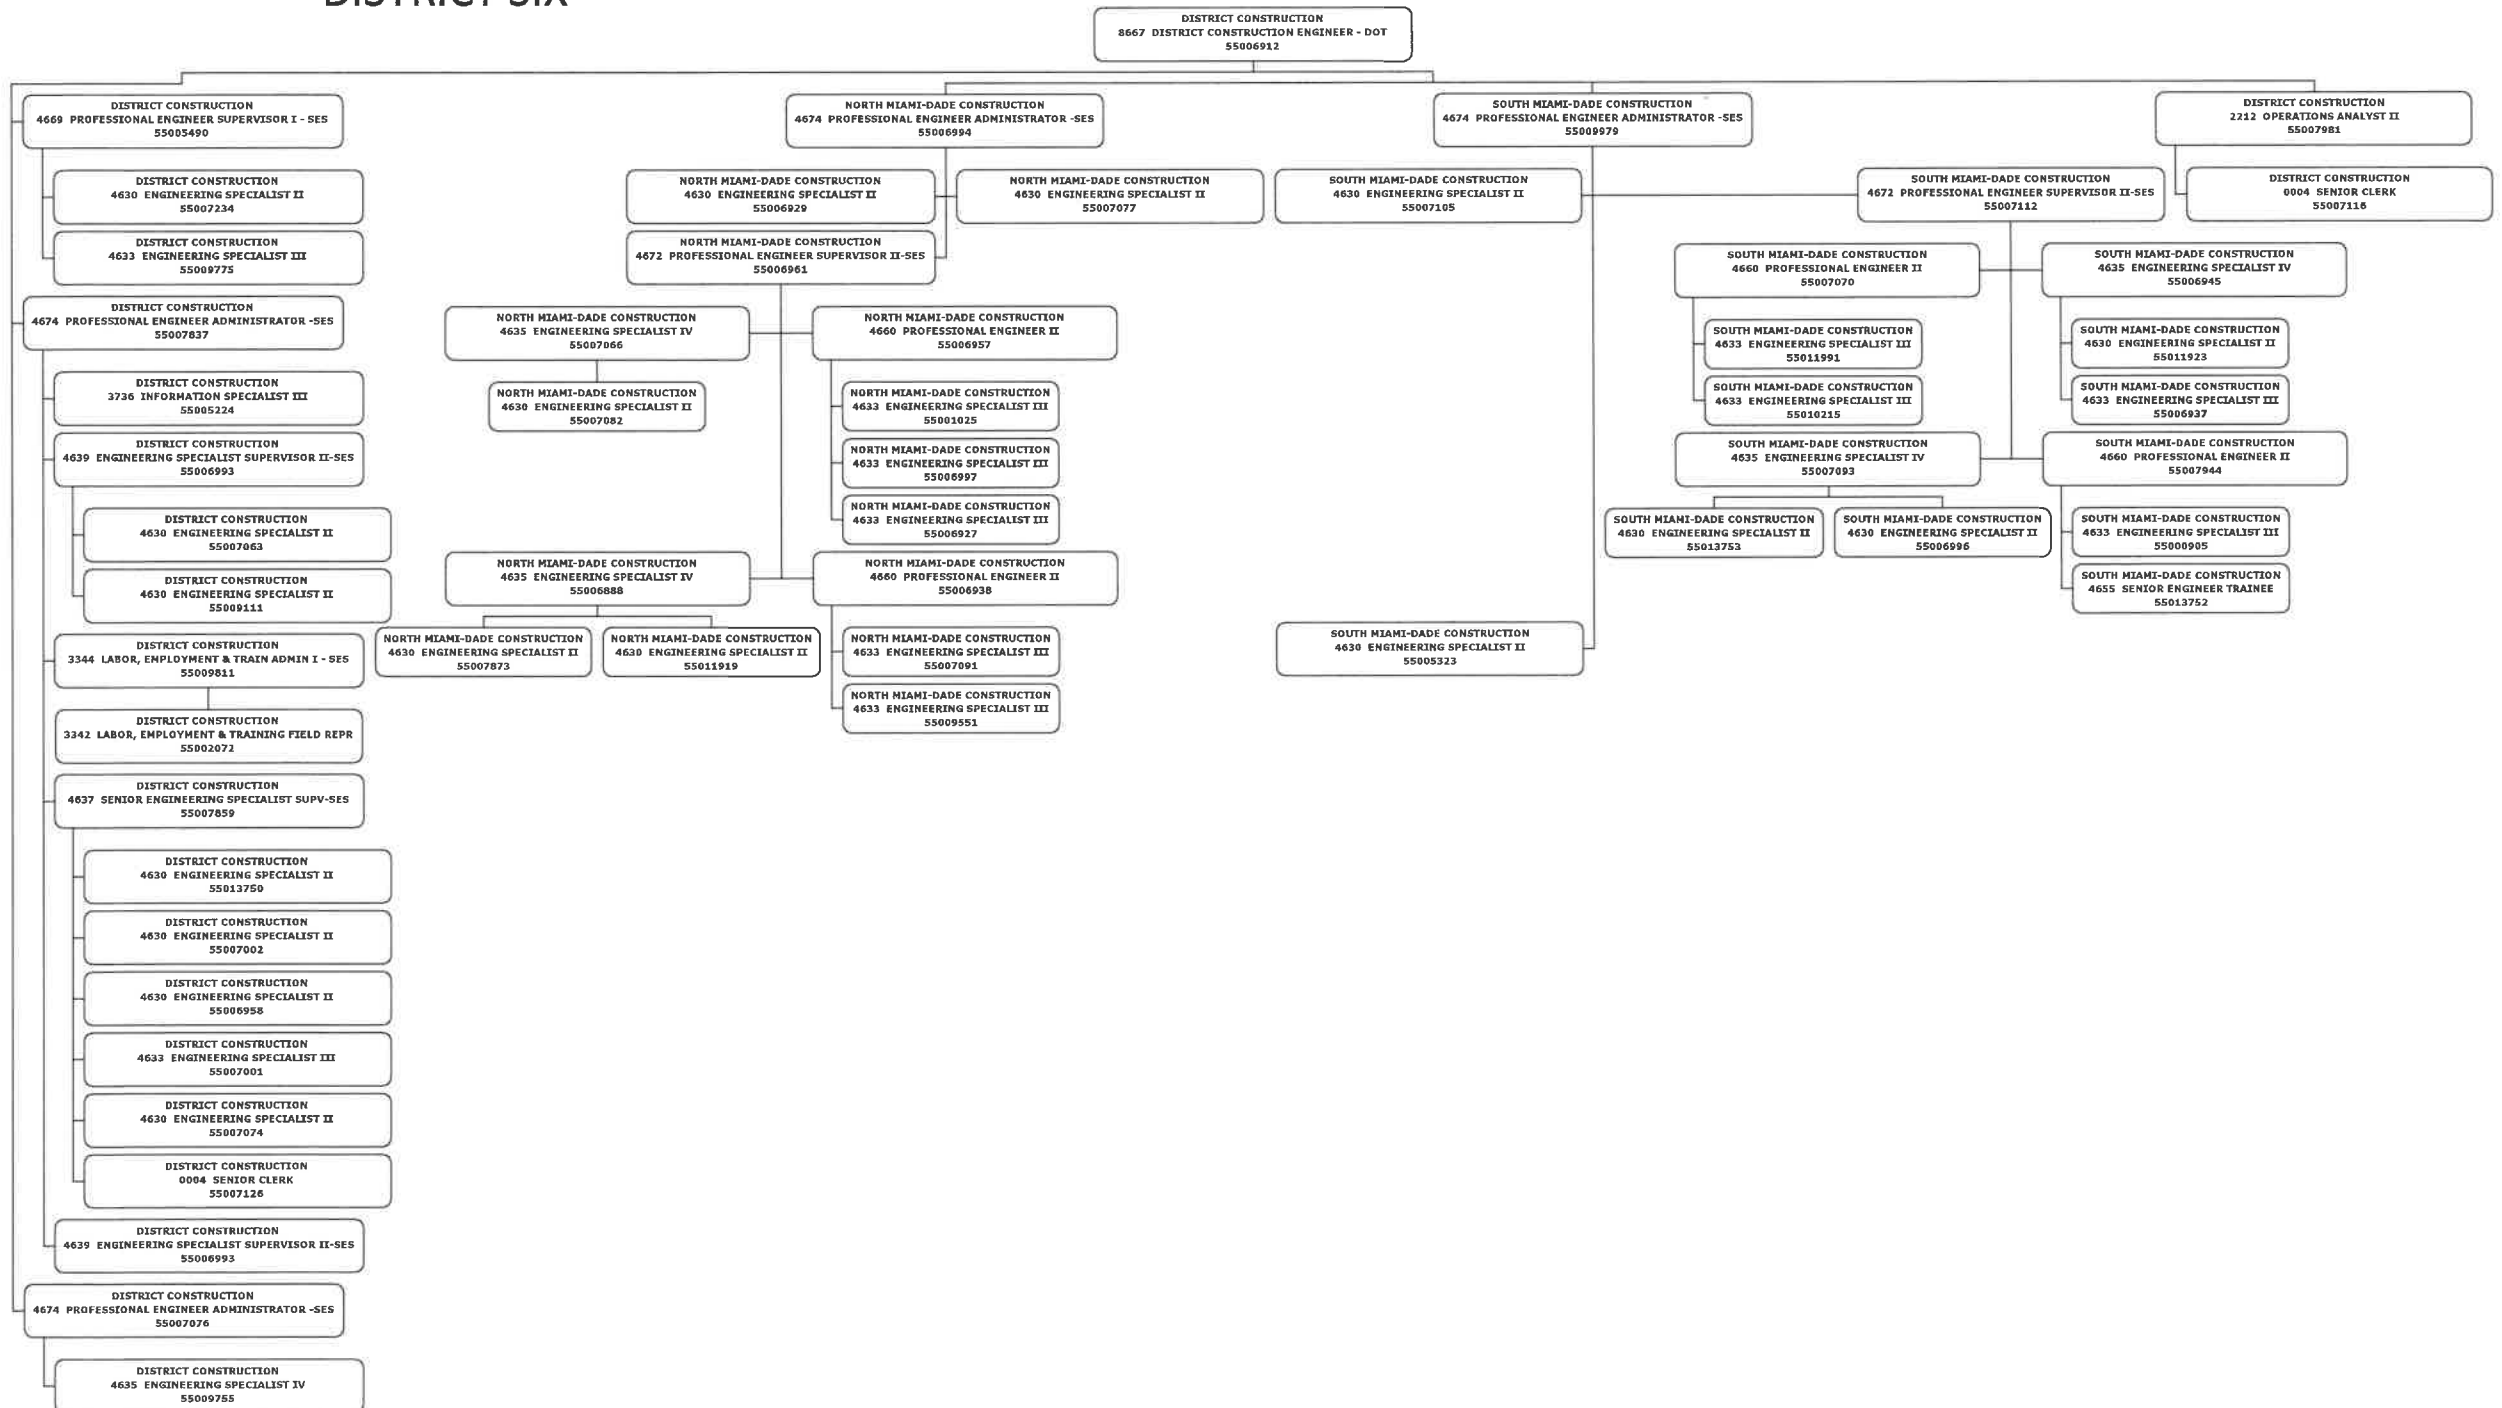 DISTRICT SIX
DISTRICT CONSTRUCTION
8667 DISTRICT CONSTRUCTION ENGINEER - DOT
55006912
DISTRICT CONSTRUCTION
4669 PROFESSIONAL ENGINEER SUPERVISOR I - SES
55005490
DISTRICT CONSTRUCTION
4630 ENGINEERING SPECIALIST II
55007234
DISTRICT CONSTRUCTION
4633 ENGINEERING SPECIALIST III
55009775
DISTRICT CONSTRUCTION
4674 PROFESSIONAL ENGINEER ADMINISTRATOR -SES
55007837
DISTRICT CONSTRUCTION
3736 INFORMATION SPECIALIST III
55005224
DISTRICT CONSTRUCTION
4639 ENGINEERING SPECIALIST SUPERVISOR II-SES
55006993
DISTRICT CONSTRUCTION
4630 ENGINEERING SPECIALIST II
55007063
DISTRICT CONSTRUCTION
4630 ENGINEERING SPECIALIST II
55009111
DISTRICT CONSTRUCTION
3344 LABOR, EMPLOYMENT & TRAIN ADMIN I - SES
55009811
DISTRICT CONSTRUCTION
3342 LABOR, EMPLOYMENT & TRAINING FIELD REPR
55002072
DISTRICT CONSTRUCTION
4637 SENIOR ENGINEERING SPECIALIST SUPV-SES
55007859
DISTRICT CONSTRUCTION
4630 ENGINEERING SPECIALIST II
55013750
DISTRICT CONSTRUCTION
4630 ENGINEERING SPECIALIST II
55007002
DISTRICT CONSTRUCTION
4630 ENGINEERING SPECIALIST II
55006958
DISTRICT CONSTRUCTION
4633 ENGINEERING SPECIALIST III
55007001
DISTRICT CONSTRUCTION
4630 ENGINEERING SPECIALIST II
55007074
DISTRICT CONSTRUCTION
0004 SENIOR CLERK
55007126
DISTRICT CONSTRUCTION
4639 ENGINEERING SPECIALIST SUPERVISOR II-SES
55006993
DISTRICT CONSTRUCTION
4674 PROFESSIONAL ENGINEER ADMINISTRATOR -SES
55007076
DISTRICT CONSTRUCTION
4635 ENGINEERING SPECIALIST IV
55009755
NORTH MIAMI-DADE CONSTRUCTION
4674 PROFESSIONAL ENGINEER ADMINISTRATOR -SES
55006994
NORTH MIAMI-DADE CONSTRUCTION
4630 ENGINEERING SPECIALIST II
55006929
NORTH MIAMI-DADE CONSTRUCTION
4630 ENGINEERING SPECIALIST II
55007077
NORTH MIAMI-DADE CONSTRUCTION
4672 PROFESSIONAL ENGINEER SUPERVISOR II-SES
55006961
NORTH MIAMI-DADE CONSTRUCTION
4635 ENGINEERING SPECIALIST IV
55007066
NORTH MIAMI-DADE CONSTRUCTION
4630 ENGINEERING SPECIALIST II
55007082
NORTH MIAMI-DADE CONSTRUCTION
4660 PROFESSIONAL ENGINEER II
55006957
NORTH MIAMI-DADE CONSTRUCTION
4633 ENGINEERING SPECIALIST III
55001025
NORTH MIAMI-DADE CONSTRUCTION
4633 ENGINEERING SPECIALIST III
55006997
NORTH MIAMI-DADE CONSTRUCTION
4633 ENGINEERING SPECIALIST III
55006927
NORTH MIAMI-DADE CONSTRUCTION
4635 ENGINEERING SPECIALIST IV
55006888
NORTH MIAMI-DADE CONSTRUCTION
4630 ENGINEERING SPECIALIST II
55007873
NORTH MIAMI-DADE CONSTRUCTION
4630 ENGINEERING SPECIALIST II
55011919
NORTH MIAMI-DADE CONSTRUCTION
4660 PROFESSIONAL ENGINEER II
55006938
NORTH MIAMI-DADE CONSTRUCTION
4633 ENGINEERING SPECIALIST III
55007091
NORTH MIAMI-DADE CONSTRUCTION
4633 ENGINEERING SPECIALIST III
55009551
SOUTH MIAMI-DADE CONSTRUCTION
4674 PROFESSIONAL ENGINEER ADMINISTRATOR -SES
55009979
SOUTH MIAMI-DADE CONSTRUCTION
4630 ENGINEERING SPECIALIST II
55007105
SOUTH MIAMI-DADE CONSTRUCTION
4672 PROFESSIONAL ENGINEER SUPERVISOR II-SES
55007112
SOUTH MIAMI-DADE CONSTRUCTION
4660 PROFESSIONAL ENGINEER II
55007070
SOUTH MIAMI-DADE CONSTRUCTION
4633 ENGINEERING SPECIALIST III
55011991
SOUTH MIAMI-DADE CONSTRUCTION
4633 ENGINEERING SPECIALIST III
55010215
SOUTH MIAMI-DADE CONSTRUCTION
4635 ENGINEERING SPECIALIST IV
55006945
SOUTH MIAMI-DADE CONSTRUCTION
4630 ENGINEERING SPECIALIST II
55011923
SOUTH MIAMI-DADE CONSTRUCTION
4633 ENGINEERING SPECIALIST III
55006937
SOUTH MIAMI-DADE CONSTRUCTION
4635 ENGINEERING SPECIALIST IV
55007093
SOUTH MIAMI-DADE CONSTRUCTION
4630 ENGINEERING SPECIALIST II
55013753
SOUTH MIAMI-DADE CONSTRUCTION
4630 ENGINEERING SPECIALIST II
55006996
SOUTH MIAMI-DADE CONSTRUCTION
4660 PROFESSIONAL ENGINEER II
55007944
SOUTH MIAMI-DADE CONSTRUCTION
4633 ENGINEERING SPECIALIST III
55000905
SOUTH MIAMI-DADE CONSTRUCTION
4655 SENIOR ENGINEER TRAINEE
55013752
SOUTH MIAMI-DADE CONSTRUCTION
4630 ENGINEERING SPECIALIST II
55005323
DISTRICT CONSTRUCTION
2212 OPERATIONS ANALYST II
55007981
DISTRICT CONSTRUCTION
0004 SENIOR CLERK
55007116